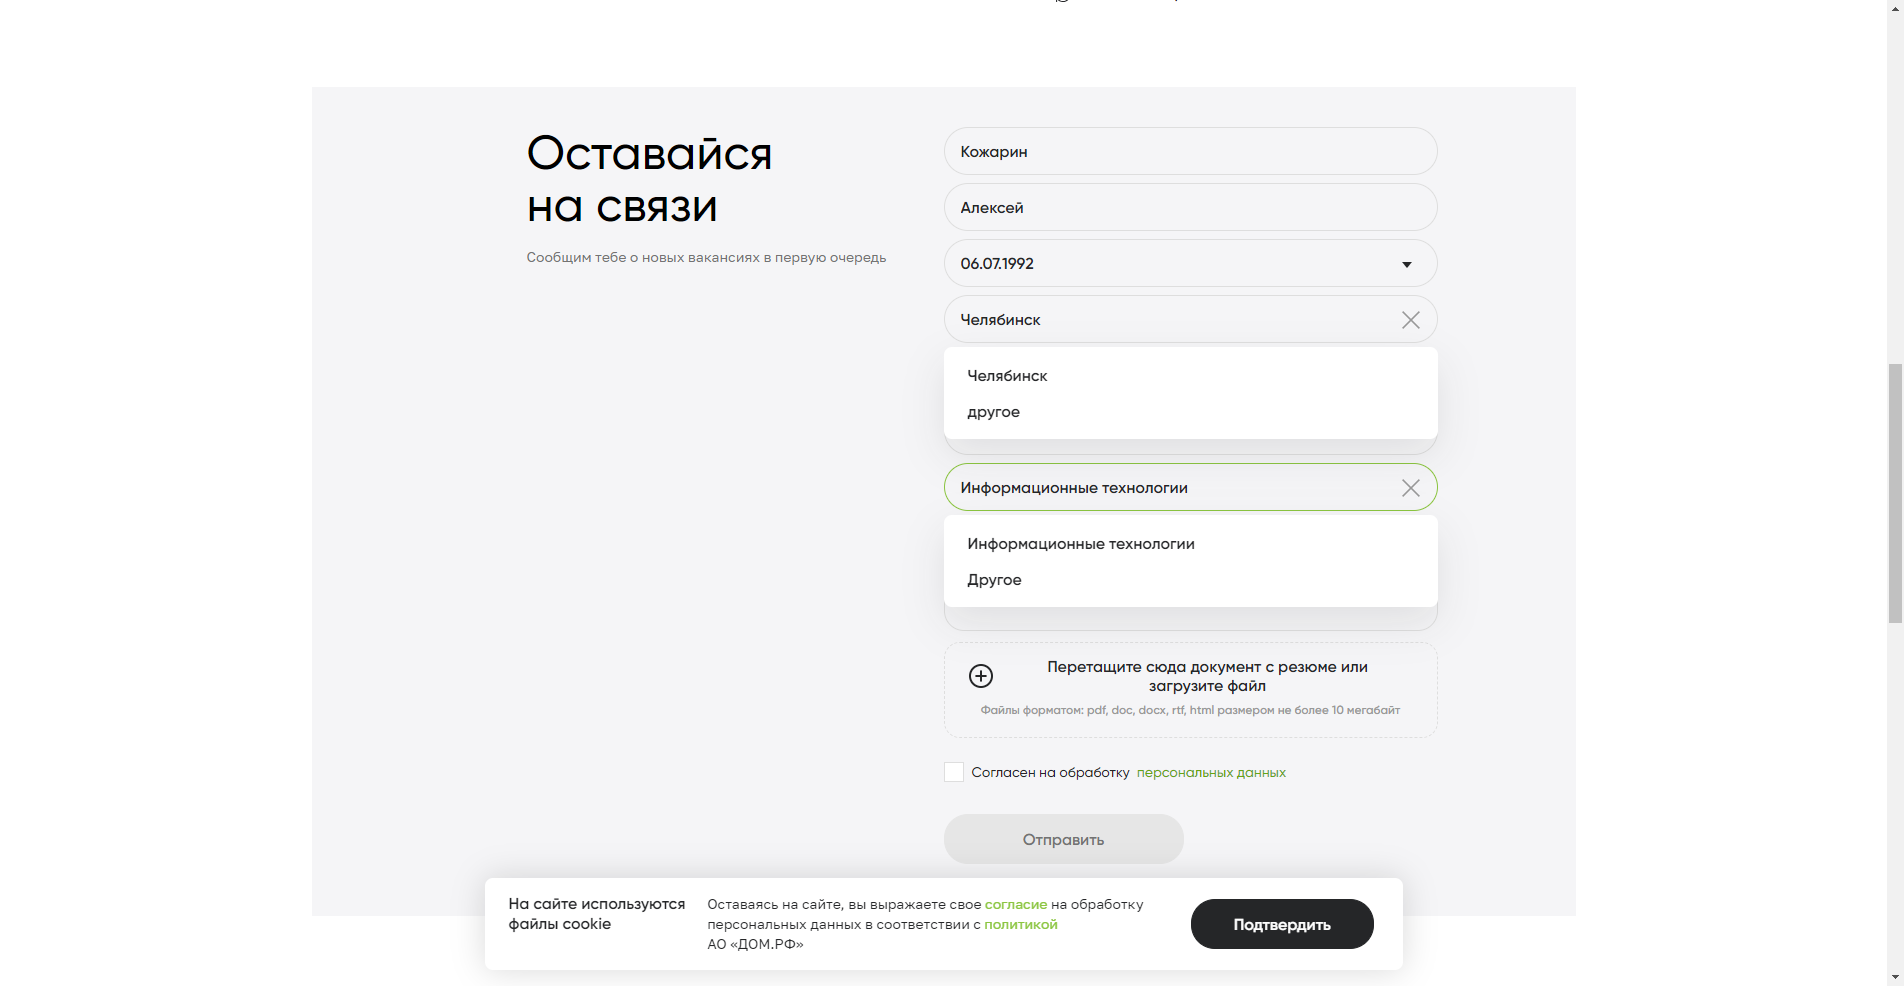 Оставайся
на связи
Сообщим тебе о новых вакансиях в первую очередь
Кожарин
Алексей
06.07.1992
Челябинск
Челябинск
другое
Информационные технологии
Информационные технологии
Другое
Перетащите сюда документ с резюме или
загрузите файл
Файлы форматом: pdf, doc, docx, rtf, html размером не более 10 мегабайт
Согласен на обработку персональных данных
Отправить
На сайте используются
файлы cookie
Оставаясь на сайте, вы выражаете свое согласие на обработку
персональных данных в соответствии с политикой
АО «ДОМ.РФ»
Подтвердить